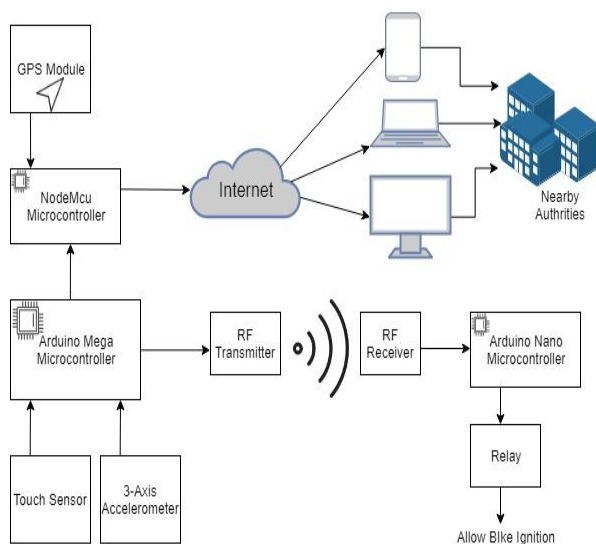 GPS Module
NodeMcu
Microcontroller
Internet
Nearby
Authrities
Arduino Mega
Microcontroller
RF
Transmitter
RF
Receiver
Arduino Nano
Microcontroller
Relay
Touch Sensor
3-Axis
Accelerometer
Allow BIke Ignition